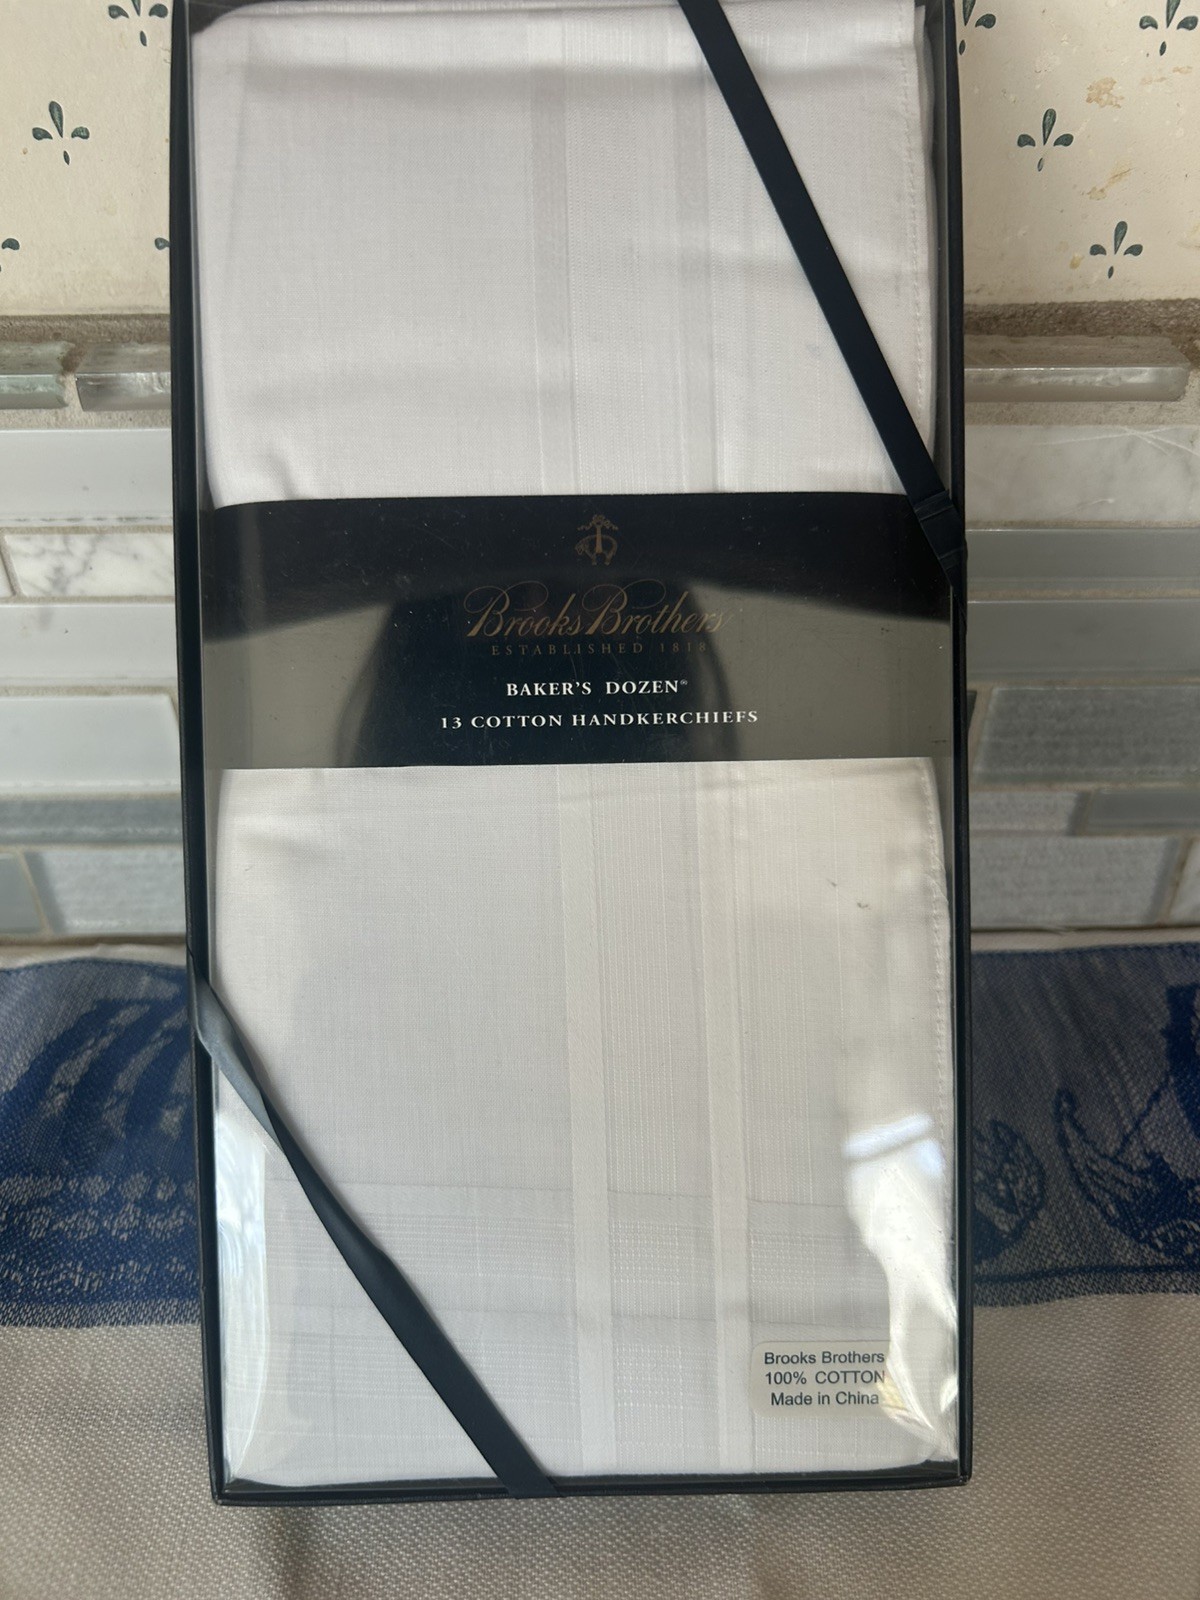 Brooks Brothers
ESTABLISHED 1818
BAKER'S DOZEN®
13 COTTON HANDKERCHIEFS
Brooks Brothers
100% COTTON
Made in China